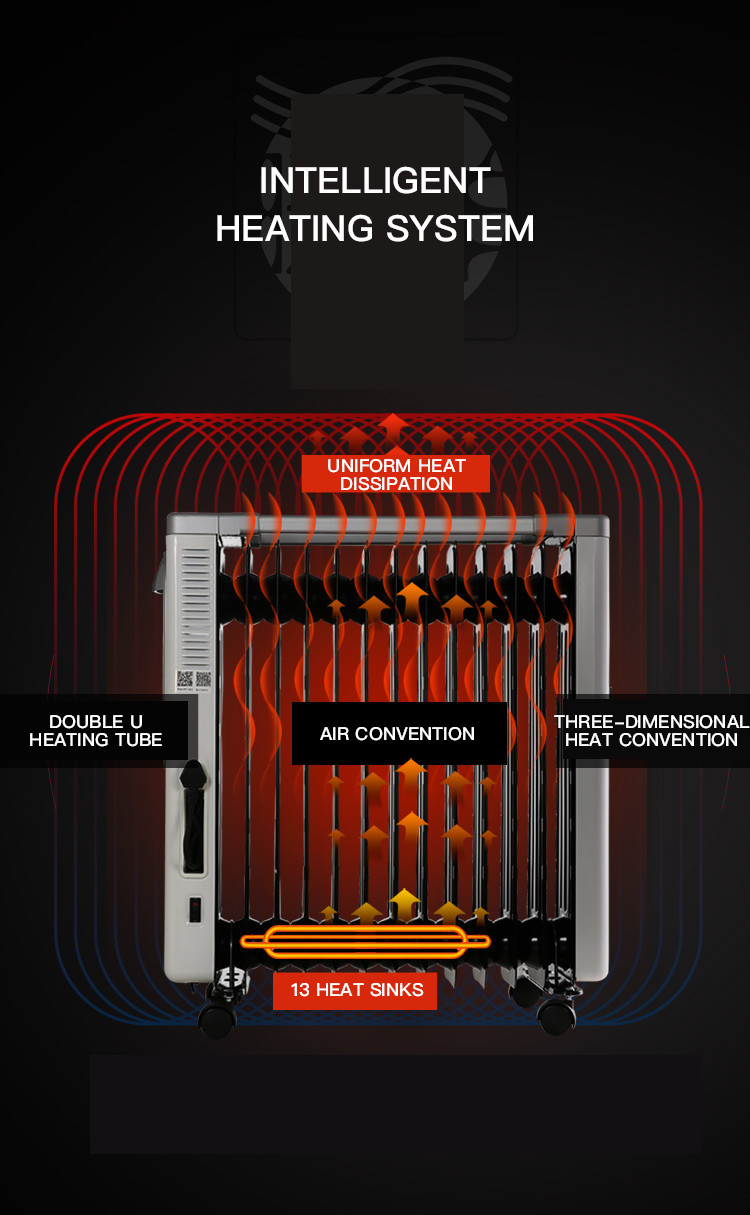 INTELLIGENT
HEATING SYSTEM
UNIFORM HEAT
DISSIPATION
DOUBLE U
HEATING TUBE
AIR CONVENTION
THREE-DIMENSIONAL
HEAT CONVENTION
13 HEAT SINKS